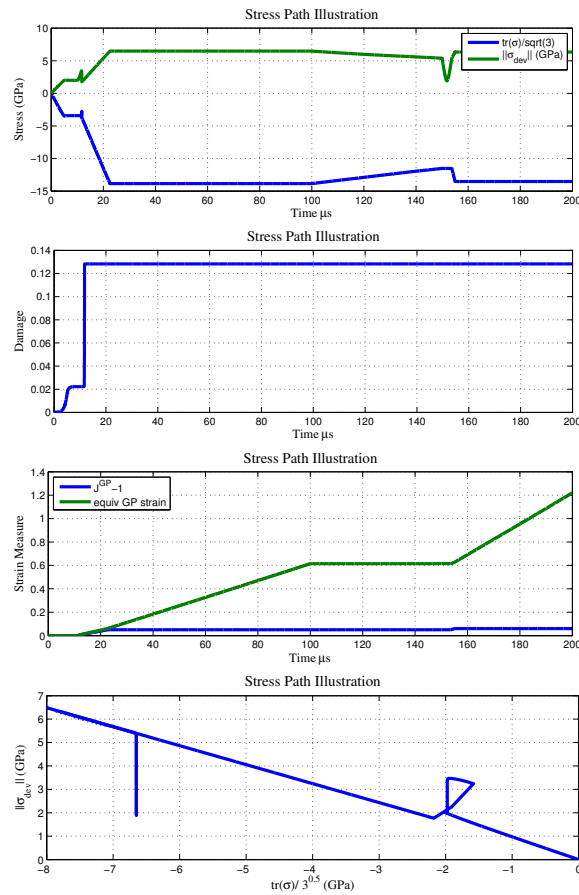 Stress Path Illustration
10
5
0
−5
−10
−15
Stress (GPa)
tr(σ)/sqrt(3)
||σdev|| (GPa)
0 20 40 60 80 100 120 140 160 180 200
Time μs
Stress Path Illustration
0.14
0.12
0.1
0.08
0.06
0.04
0.02
0
Damage
0 20 40 60 80 100 120 140 160 180 200
Time μs
Stress Path Illustration
1.4
1.2
1
0.8
0.6
0.4
0.2
0
Strain Measure
J^GP−1
equiv GP strain
0 20 40 60 80 100 120 140 160 180 200
Time μs
Stress Path Illustration
7
6
5
4
3
2
1
0
||σdev|| (GPa)
−8 −7 −6 −5 −4 −3 −2 −1 0
tr(σ)/ 3^0.5 (GPa)